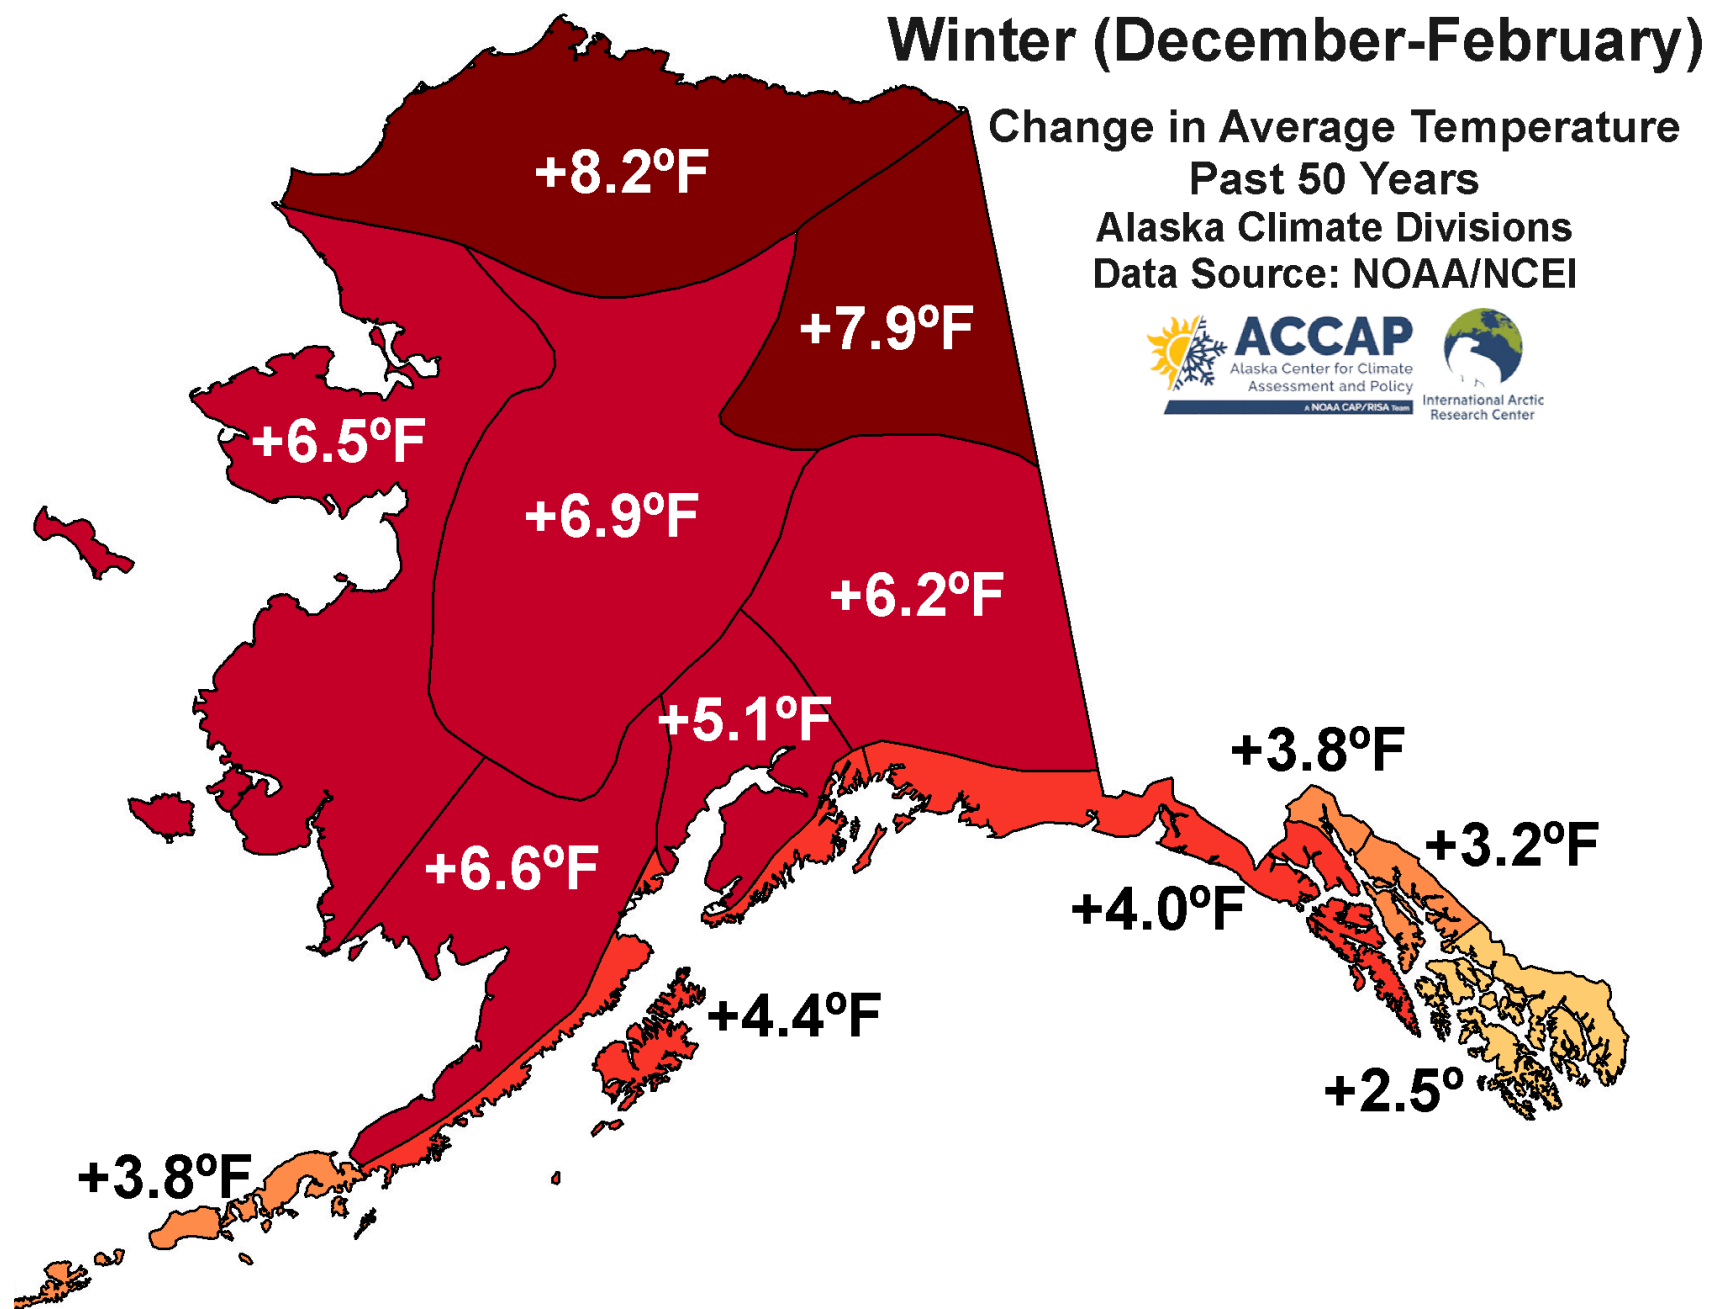 Winter (December-February)
Change in Average Temperature
Past 50 Years
Alaska Climate Divisions
Data Source: NOAA/NCEI
ACCAP
Alaska Center for Climate
Assessment and Policy
A NOAA CAP/RISA Team
International Arctic
Research Center
+8.2ºF
+7.9ºF
+6.5ºF
+6.9ºF
+6.2ºF
+5.1ºF
+3.8ºF
+3.2ºF
+6.6ºF
+4.0ºF
+4.4ºF
+2.5º
+3.8ºF